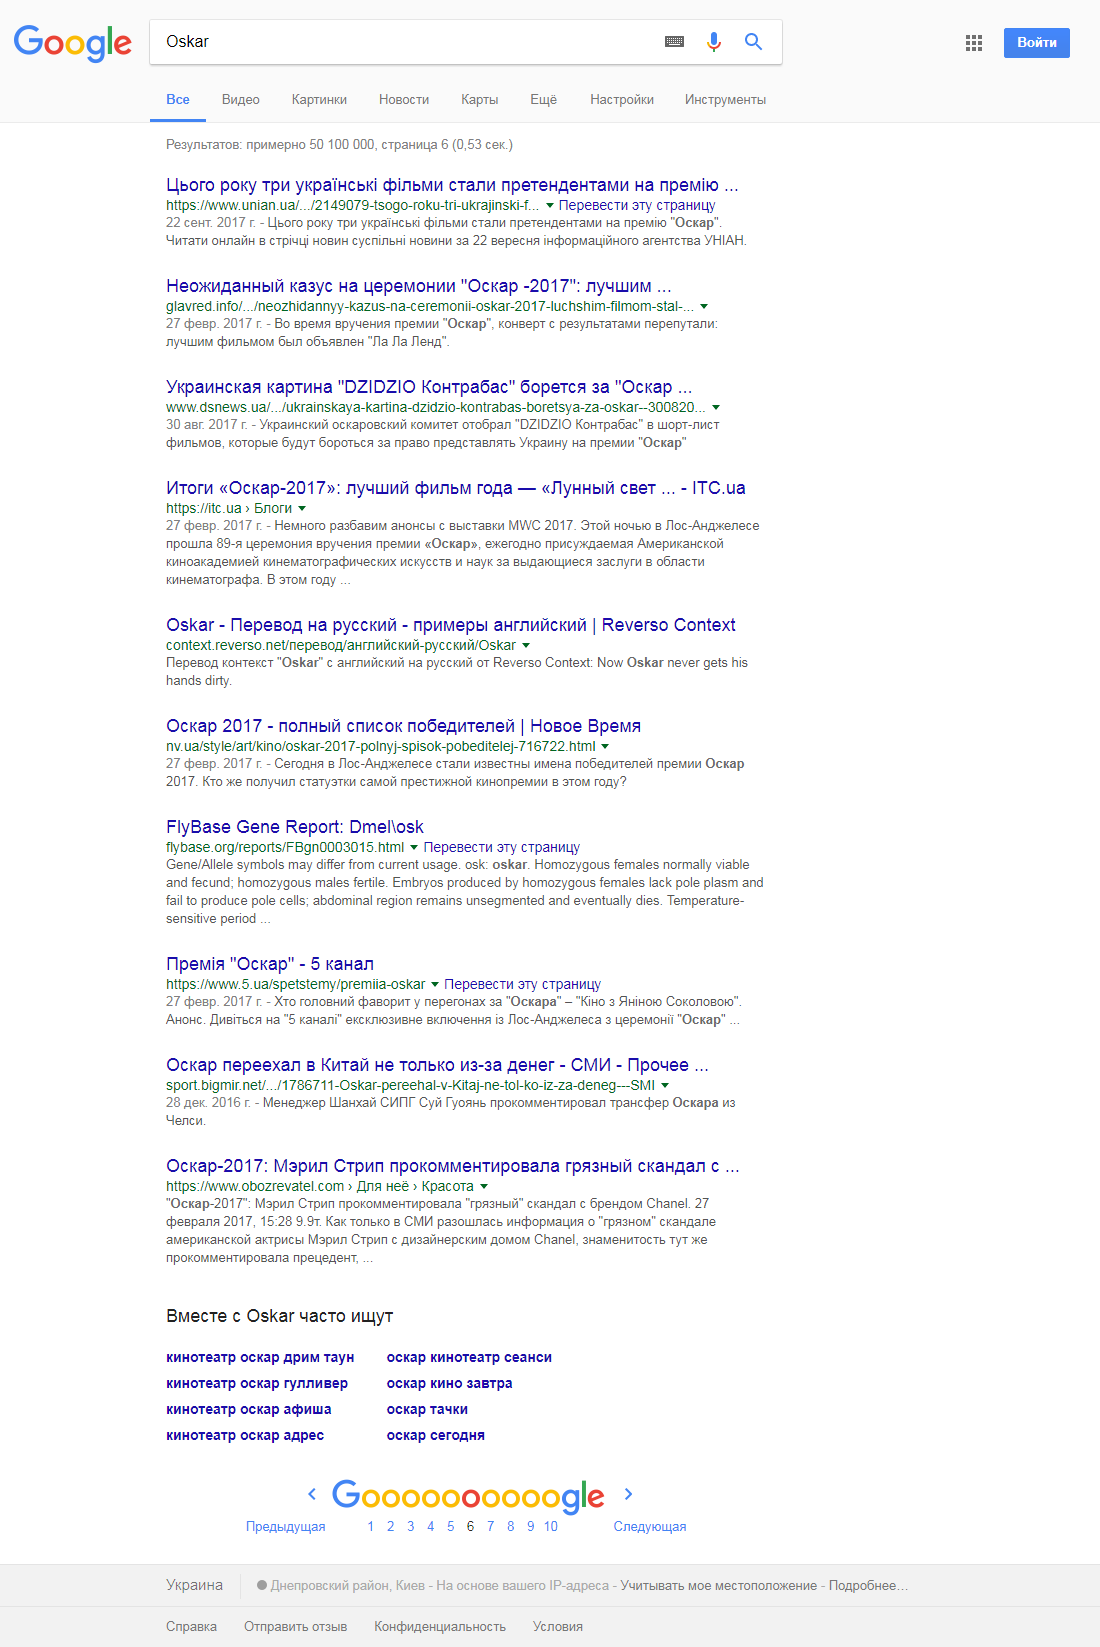 Google
Oskar
Войти
Все Видео Картинки Новости Карты Ещё Настройки Инструменты
Результатов: примерно 50 100 000, страница 6 (0,53 сек.)
Цього року три українські фільми стали претендентами на премію ...
https://www.unian.ua/.../2149079-tsogo-roku-tri-ukrajinski-f... Перевести эту страницу
22 сент. 2017 г. - Цього року три українські фільми стали претендентами на премію "Оскар".
Читати онлайн в стрічці новин суспільні новини за 22 вересня інформаційного агентства УНІАН.
Неожиданный казус на церемонии "Оскар -2017": лучшим ...
glavred.info/.../neozhidannyy-kazus-na-ceremonii-oskar-2017-luchshim-filmom-stal-...
27 февр. 2017 г. - Во время вручения премии "Оскар", конверт с результатами перепутали:
лучшим фильмом был объявлен "Ла Ла Ленд".
Украинская картина "DZIDZIO Контрабас" борется за "Оскар ...
www.dsnews.ua/.../ukrainskaya-kartina-dzidzio-kontrabas-boretsya-za-oskar--300820...
30 авг. 2017 г. - Украинский оскаровский комитет отобрал "DZIDZIO Контрабас" в шорт-лист
фильмов, которые будут бороться за право представлять Украину на премии "Оскар"
Итоги «Оскар-2017»: лучший фильм года — «Лунный свет ... - ITC.ua
https://itc.ua › Блоги
27 февр. 2017 г. - Немного разбавим анонсы с выставки MWC 2017. Этой ночью в Лос-Анджелесе
прошла 89-я церемония вручения премии «Оскар», ежегодно присуждаемая Американской
киноакадемией кинематографических искусств и наук за выдающиеся заслуги в области
кинематографа. В этом году ...
Oskar - Перевод на русский - примеры английский | Reverso Context
context.reverso.net/перевод/английский-русский/Oskar
Перевод контекст "Oskar" c английский на русский от Reverso Context: Now Oskar never gets his
hands dirty.
Оскар 2017 - полный список победителей | Новое Время
nv.ua/style/art/kino/oskar-2017-polnyj-spisok-pobeditelej-716722.html
27 февр. 2017 г. - Сегодня в Лос-Анджелесе стали известны имена победителей премии Оскар
2017. Кто же получил статуэтки самой престижной кинопремии в этом году?
FlyBase Gene Report: Dmel\osk
flybase.org/reports/FBgn0003015.html Перевести эту страницу
Gene/Allele symbols may differ from current usage. osk: oskar. Homozygous females normally viable
and fecund; homozygous males fertile. Embryos produced by homozygous females lack pole plasm and
fail to produce pole cells; abdominal region remains unsegmented and eventually dies. Temperature-
sensitive period ...
Премія "Оскар" - 5 канал
https://www.5.ua/spetstemy/premiia-oskar Перевести эту страницу
27 февр. 2017 г. - Хто головний фаворит у перегонах за "Оскара" – "Кіно з Яніною Соколовою".
Анонс. Дивіться на "5 каналі" ексклюзивне включення із Лос-Анджелеса з церемонії "Оскар" ...
Оскар переехал в Китай не только из-за денег - СМИ - Прочее ...
sport.bigmir.net/.../1786711-Oskar-pereehal-v-Kitaj-ne-tol-ko-iz-za-deneg---SMI
28 дек. 2016 г. - Менеджер Шанхай СИПГ Суй Гуоянь прокомментировал трансфер Оскара из
Челси.
Оскар-2017: Мэрил Стрип прокомментировала грязный скандал с ...
https://www.obozrevatel.com › Для неё › Красота
"Оскар-2017": Мэрил Стрип прокомментировала "грязный" скандал с брендом Chanel. 27
февраля 2017, 15:28 9.9т. Как только в СМИ разошлась информация о "грязном" скандале
американской актрисы Мэрил Стрип с дизайнерским домом Chanel, знаменитость тут же
прокомментировала прецедент, ...
Вместе с Oskar часто ищут
кинотеатр оскар дрим таун оскар кинотеатр сеанси
кинотеатр оскар гулливер оскар кино завтра
кинотеатр оскар афиша оскар тачки
кинотеатр оскар адрес оскар сегодня
Goooooooooogle
Предыдущая 1 2 3 4 5 6 7 8 9 10 Следующая
Украина Днепровский район, Киев - На основе вашего IP-адреса - Учитывать мое местоположение - Подробнее…
Справка Отправить отзыв Конфиденциальность Условия